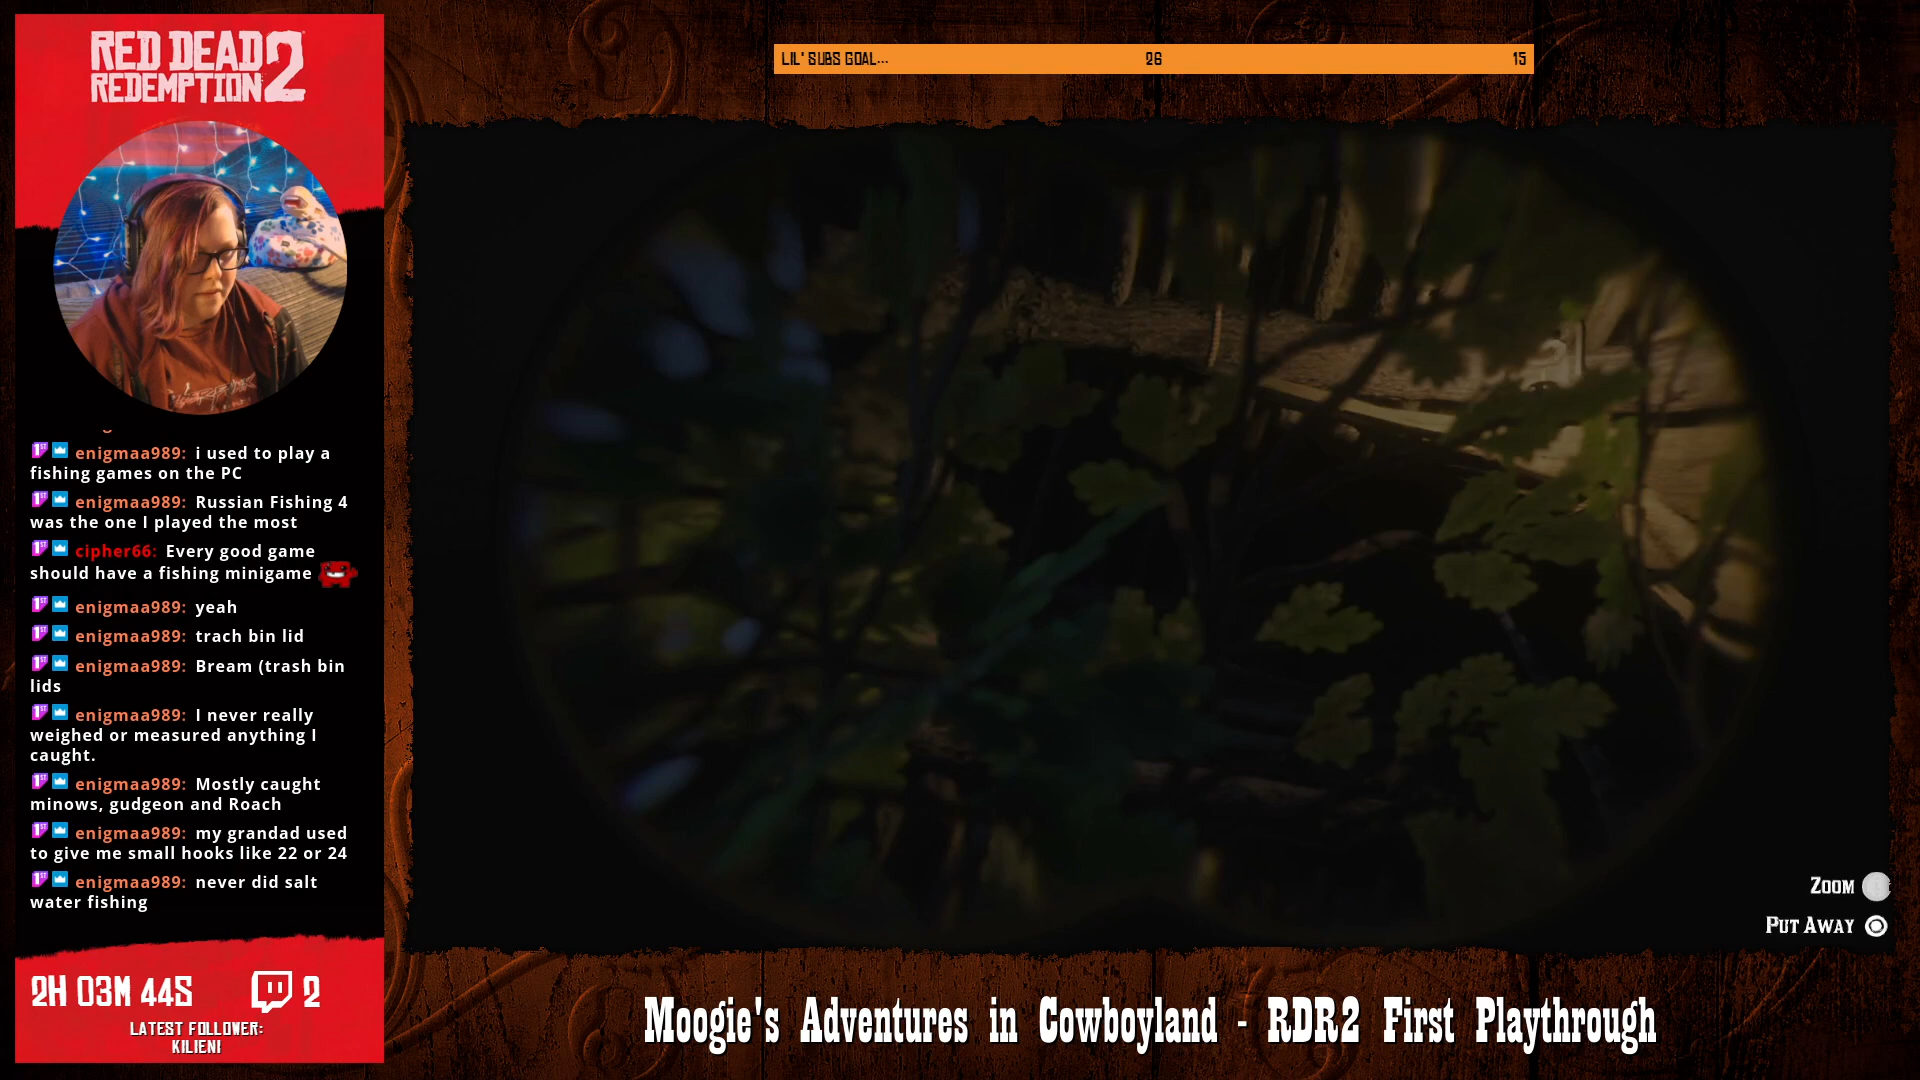 RED DEAD
REDEMPTION 2
LIL' SUBS GOAL... 26 15
enigmaa989: i used to play a
fishing games on the PC
enigmaa989: Russian Fishing 4
was the one I played the most
cipher66: Every good game
should have a fishing minigame
enigmaa989: yeah
enigmaa989: trach bin lid
enigmaa989: Bream (trash bin
lids
enigmaa989: I never really
weighed or measured anything I
caught.
enigmaa989: Mostly caught
minows, gudgeon and Roach
enigmaa989: my grandad used
to give me small hooks like 22 or 24
enigmaa989: never did salt
water fishing
2H 03M 44S 2
LATEST FOLLOWER:
KILIENI
Zoom
Put Away
Moogie's Adventures in Cowboyland - RDR2 First Playthrough